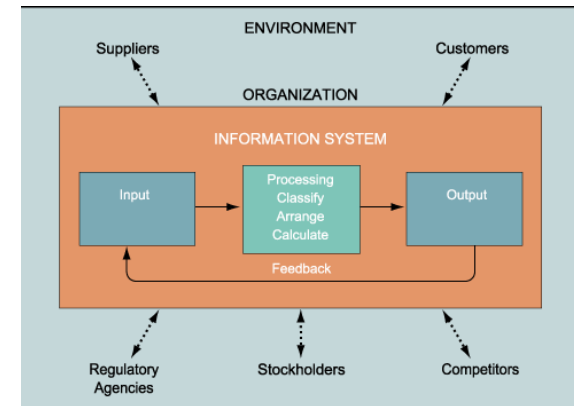 ENVIRONMENT
Suppliers
Customers
ORGANIZATION
INFORMATION SYSTEM
Input
Processing
Classify
Arrange
Calculate
Output
Feedback
Regulatory
Agencies
Stockholders
Competitors